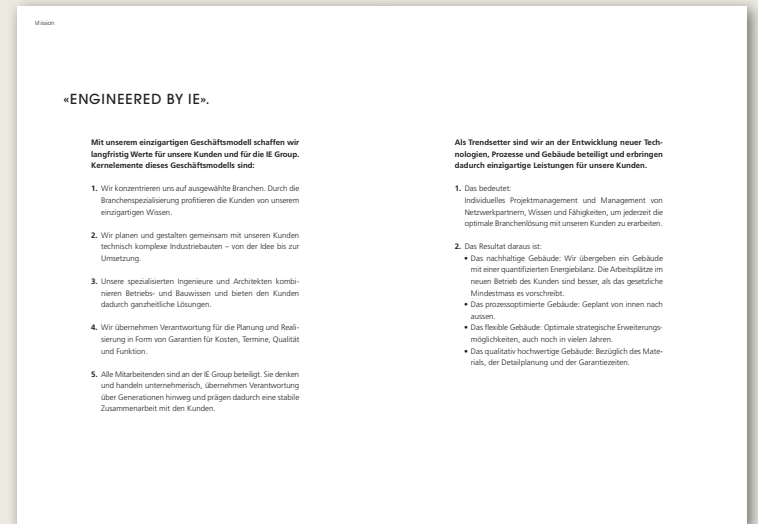 Mission
«ENGINEERED BY IE».
Mit unserem einzigartigen Geschäftsmodell schaffen wir
langfristig Werte für unsere Kunden und für die IE Group.
Kernelemente dieses Geschäftsmodells sind:
1. Wir konzentrieren uns auf ausgewählte Branchen. Durch die
Branchenspezialisierung profitieren die Kunden von unserem
einzigartigen Wissen.
2. Wir planen und gestalten gemeinsam mit unseren Kunden
technisch komplexe Industriebauten – von der Idee bis zur
Umsetzung.
3. Unsere spezialisierten Ingenieure und Architekten kombi-
nieren Betriebs- und Bauwissen und bieten den Kunden
dadurch ganzheitliche Lösungen.
4. Wir übernehmen Verantwortung für die Planung und Reali-
sierung in Form von Garantien für Kosten, Termine, Qualität
und Funktion.
5. Alle Mitarbeitenden sind an der IE Group beteiligt. Sie denken
und handeln unternehmerisch, übernehmen Verantwortung
über Generationen hinweg und prägen dadurch eine stabile
Zusammenarbeit mit den Kunden.
Als Trendsetter sind wir an der Entwicklung neuer Tech-
nologien, Prozesse und Gebäude beteiligt und erbringen
dadurch einzigartige Leistungen für unsere Kunden.
1. Das bedeutet:
Individuelles Projektmanagement und Management von
Netzwerkpartnern, Wissen und Fähigkeiten, um jederzeit die
optimale Branchenlösung mit unseren Kunden zu erarbeiten.
2. Das Resultat daraus ist:
• Das nachhaltige Gebäude: Wir übergeben ein Gebäude
mit einer quantifizierten Energiebilanz. Die Arbeitsplätze im
neuen Betrieb des Kunden sind besser, als das gesetzliche
Mindestmass es vorschreibt.
• Das prozessoptimierte Gebäude: Geplant von innen nach
aussen.
• Das flexible Gebäude: Optimale strategische Erweiterungs-
möglichkeiten, auch noch in vielen Jahren.
• Das qualitativ hochwertige Gebäude: Bezüglich des Mate-
rials, der Detailplanung und der Garantiezeiten.